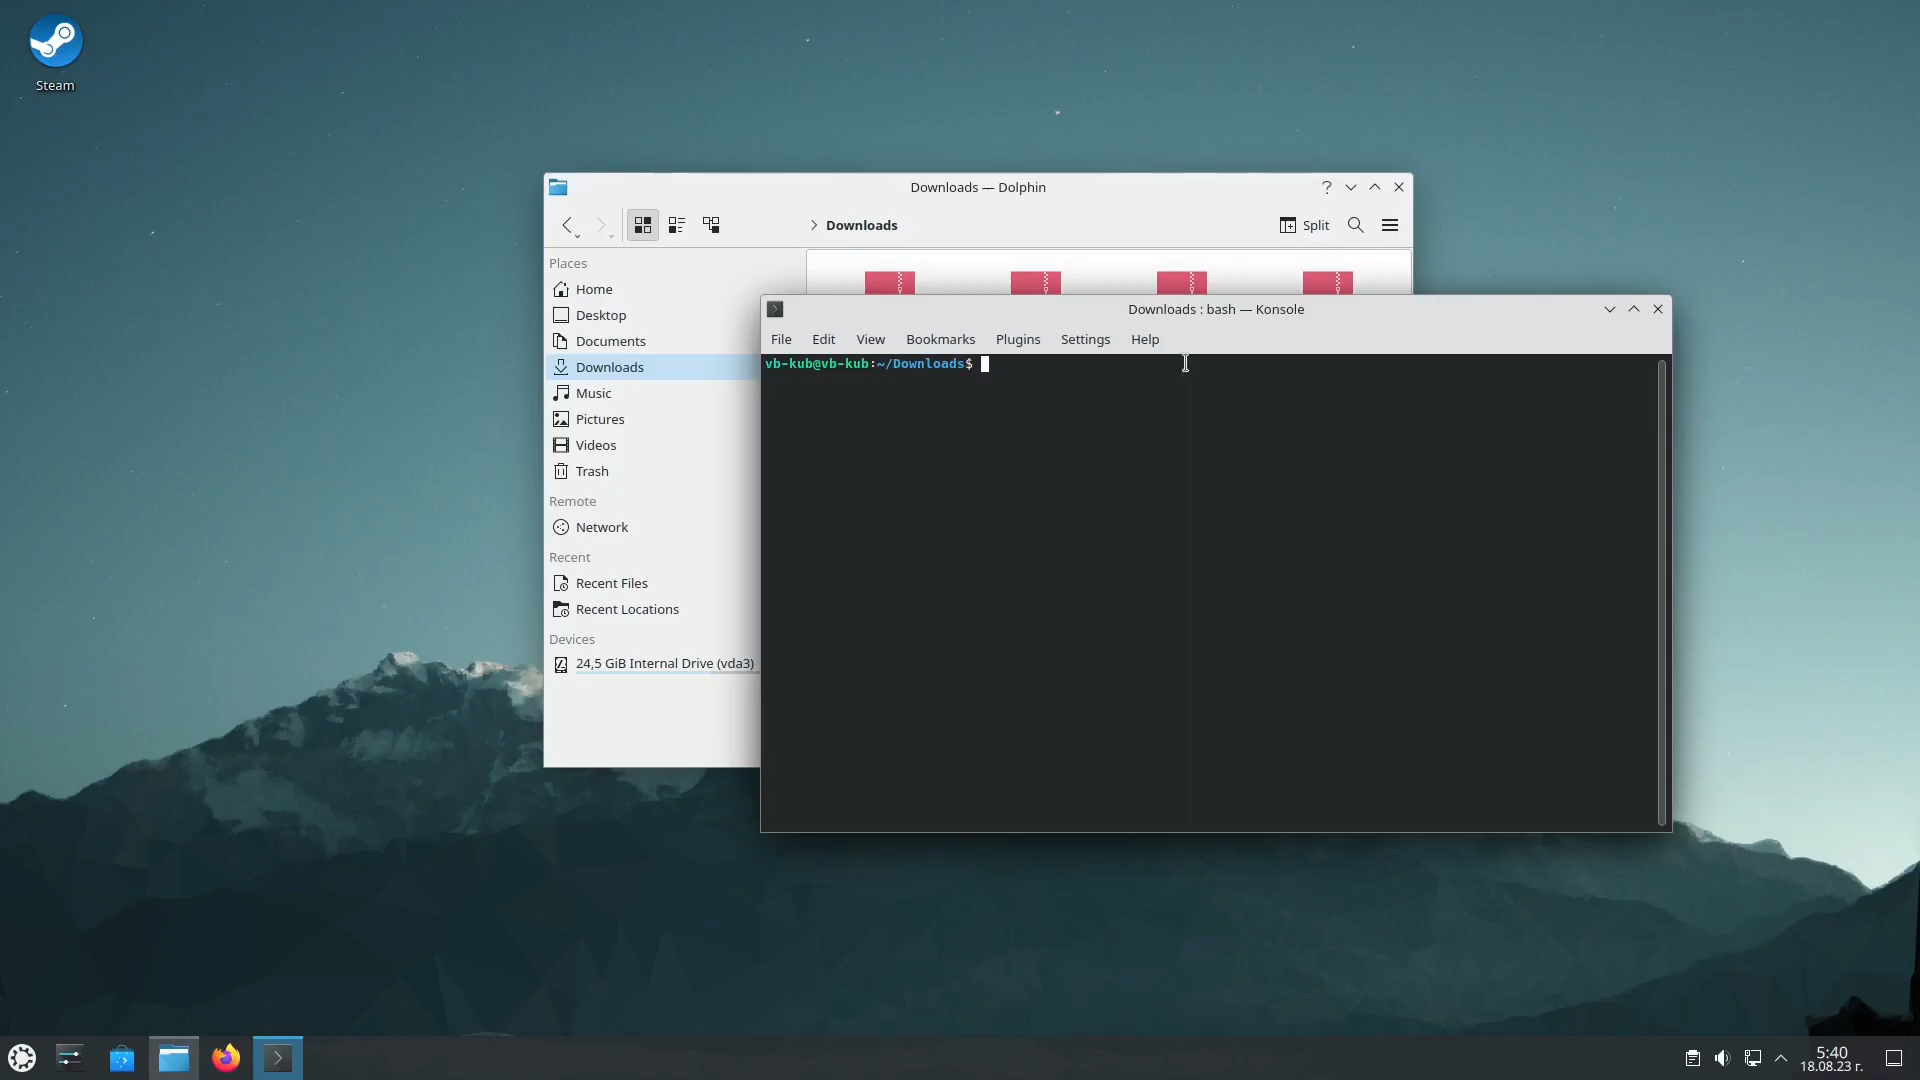 Steam
Downloads — Dolphin
Downloads
Split
Places
Home
Desktop
Documents
Downloads
Music
Pictures
Videos
Trash
Remote
Network
Recent
Recent Files
Recent Locations
Devices
24,5 GiB Internal Drive (vda3)
Downloads : bash — Konsole
File Edit View Bookmarks Plugins Settings Help
vb-kub@vb-kub:~/Downloads$
5:40
18.08.23 г.